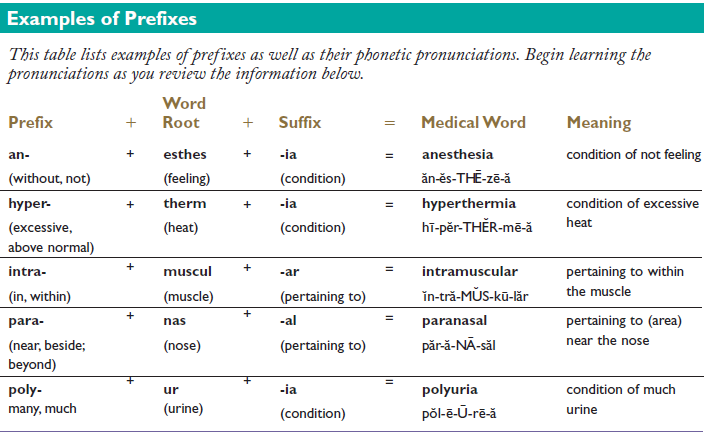 Examples of Prefixes
This table lists examples of prefixes as well as their phonetic pronunciations. Begin learning the
pronunciations as you review the information below.
Word
Prefix + Root + Suffix = Medical Word Meaning
an- + esthes + -ia = anesthesia condition of not feeling
(without, not) (feeling) (condition) ăn-ĕs-THĒ-zē-ă
hyper- + therm + -ia = hyperthermia condition of excessive
(excessive, (heat) (condition) hī-pĕr-THĔR-mē-ă heat
above normal)
intra- + muscul + -ar = intramuscular pertaining to within
(in, within) (muscle) (pertaining to) ĭn-tră-MŬS-kū-lăr the muscle
para- + nas + -al = paranasal pertaining to (area)
(near, beside; (nose) (pertaining to) păr-ă-NĀ-săl near the nose
beyond)
poly- + ur + -ia = polyuria condition of much
many, much (urine) (condition) pŏl-ē-Ū-rē-ă urine